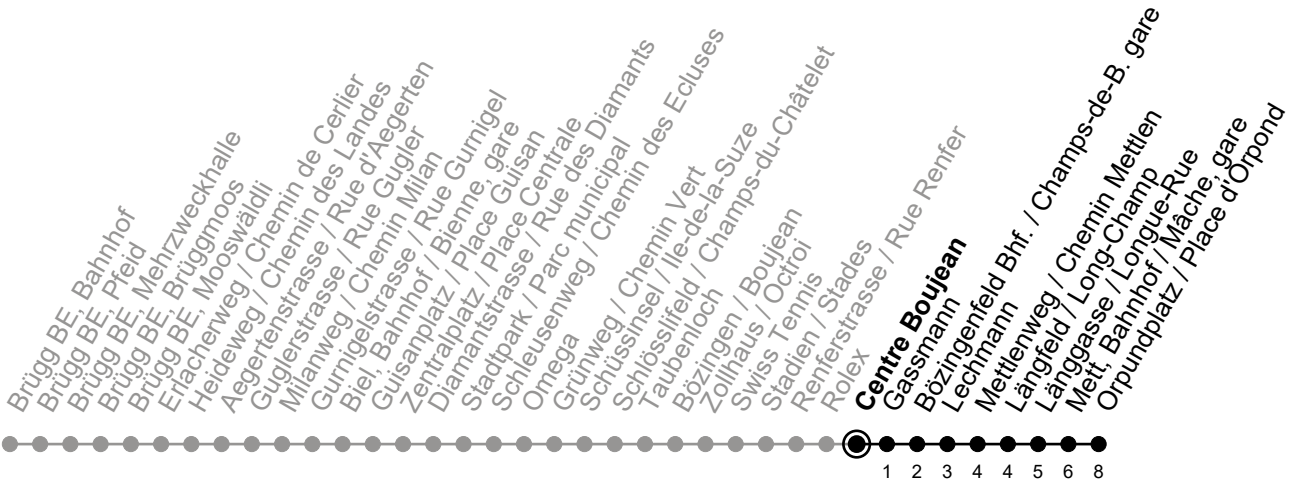 Brügg BE, Bahnhof
Brügg BE, Pfeid
Brügg BE, Mehrzweckhalle
Brügg BE, Brüggmoos
Brügg BE, Mooswäldli
Erlacherweg / Chemin de Cerlier
Heideweg / Chemin des Landes
Aegertenstrasse / Rue d'Aegerten
Guglerstrasse / Rue Gugler
Milanweg / Chemin Milan
Gurnigelstrasse / Rue Gurnigel
Biel, Bahnhof / Bienne, gare
Guisanplatz / Place Guisan
Zentralplatz / Place Centrale
Diamantstrasse / Rue des Diamants
Stadtpark / Parc municipal
Schleusenweg / Chemin des Ecluses
Omega
Grünweg / Chemin Vert
Schüssinsel / Ile-de-la-Suze
Schlösslifeld / Champs-du-Châtelet
Taubenloch
Bözingen / Boujean
Zollhaus / Octroi
Swiss Tennis
Stadien / Stades
Renferstrasse / Rue Renfer
Rolex
Centre Boujean
Gassmann
Bözingenfeld Bhf. / Champs-de-B. gare
Lechmann
Mettlenweg / Chemin Mettlen
Längfeld / Long-Champ
Länggasse / Longue-Rue
Mett, Bahnhof / Mâche, gare
Orpundplatz / Place d'Orpond
1 2 3 4 4 5 6 8